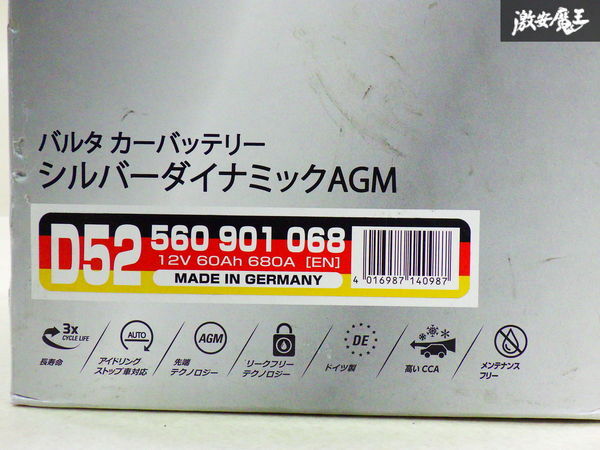 激安魔王
バルタ カーバッテリー
シルバーダイナミックAGM
D52
560 901 068
12V 60Ah 680A [EN]
MADE IN GERMANY
4 016987 140987
3x
CYCLE LIFE
長寿命
AUTO
アイドリング
ストップ車対応
AGM
先端
テクノロジー
リークフリー
テクノロジー
DE
ドイツ製
高いCCA
メンテナンス
フリー